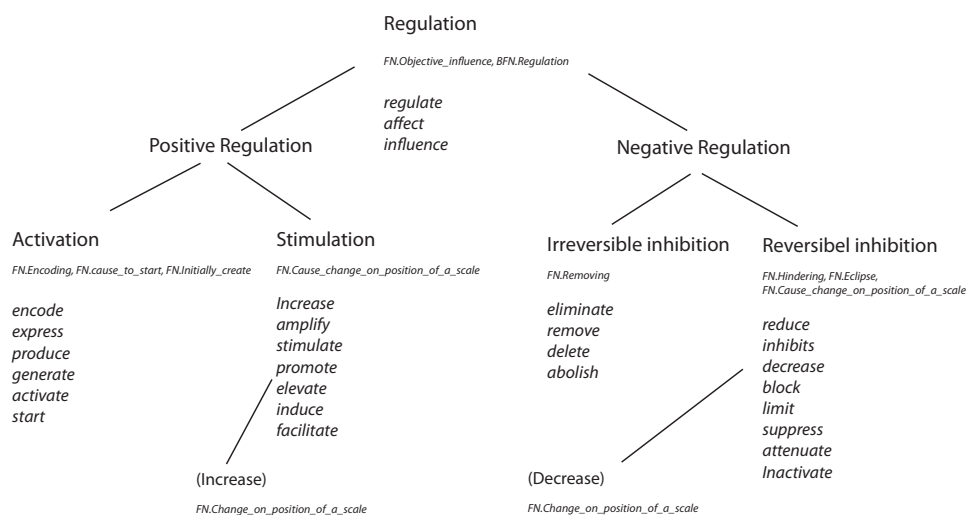 Regulation
FN.Objective_influence, BFN.Regulation
regulate
affect
influence
Positive Regulation
Negative Regulation
Activation
FN.Encoding, FN.cause_to_start, FN.Initially_create
encode
express
produce
generate
activate
start
Stimulation
FN.Cause_change_on_position_of_a_scale
Increase
amplify
stimulate
promote
elevate
induce
facilitate
Irreversible inhibition
FN.Removing
eliminate
remove
delete
abolish
Reversibel inhibition
FN.Hindering, FN.Eclipse,
FN.Cause_change_on_position_of_a_scale
reduce
inhibits
decrease
block
limit
suppress
attenuate
Inactivate
(Increase)
FN.Change_on_position_of_a_scale
(Decrease)
FN.Change_on_position_of_a_scale